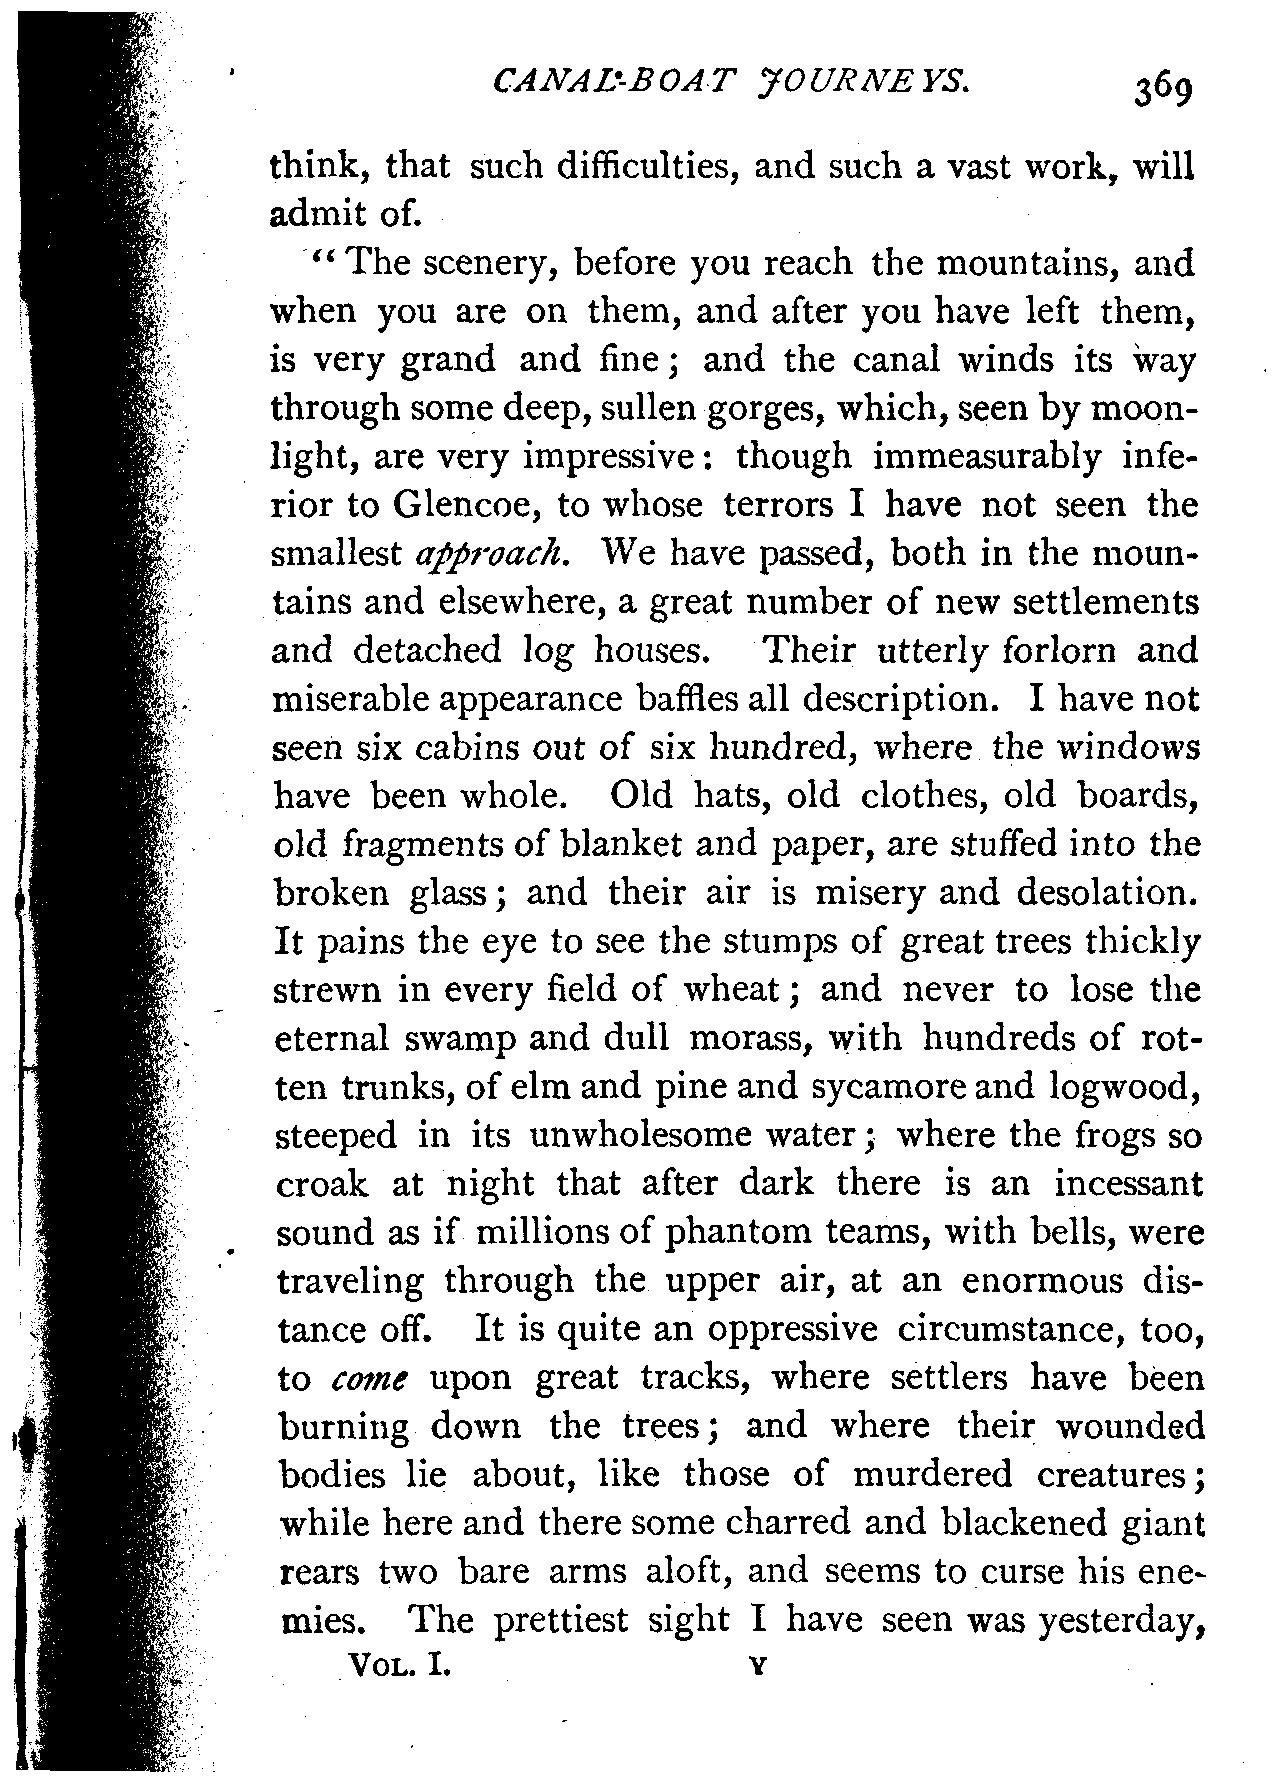 CANAL-BOAT JOURNEYS. 369
think, that such difficulties, and such a vast work, will
admit of.
“ The scenery, before you reach the mountains, and
when you are on them, and after you have left them,
is very grand and fine ; and the canal winds its way
through some deep, sullen gorges, which, seen by moon-
light, are very impressive : though immeasurably infe-
rior to Glencoe, to whose terrors I have not seen the
smallest approach. We have passed, both in the moun-
tains and elsewhere, a great number of new settlements
and detached log houses. Their utterly forlorn and
miserable appearance baffles all description. I have not
seen six cabins out of six hundred, where the windows
have been whole. Old hats, old clothes, old boards,
old fragments of blanket and paper, are stuffed into the
broken glass ; and their air is misery and desolation.
It pains the eye to see the stumps of great trees thickly
strewn in every field of wheat ; and never to lose the
eternal swamp and dull morass, with hundreds of rot-
ten trunks, of elm and pine and sycamore and logwood,
steeped in its unwholesome water ; where the frogs so
croak at night that after dark there is an incessant
sound as if millions of phantom teams, with bells, were
traveling through the upper air, at an enormous dis-
tance off. It is quite an oppressive circumstance, too,
to come upon great tracks, where settlers have been
burning down the trees ; and where their wounded
bodies lie about, like those of murdered creatures ;
while here and there some charred and blackened giant
rears two bare arms aloft, and seems to curse his ene-
mies. The prettiest sight I have seen was yesterday,
VOL. I. Y